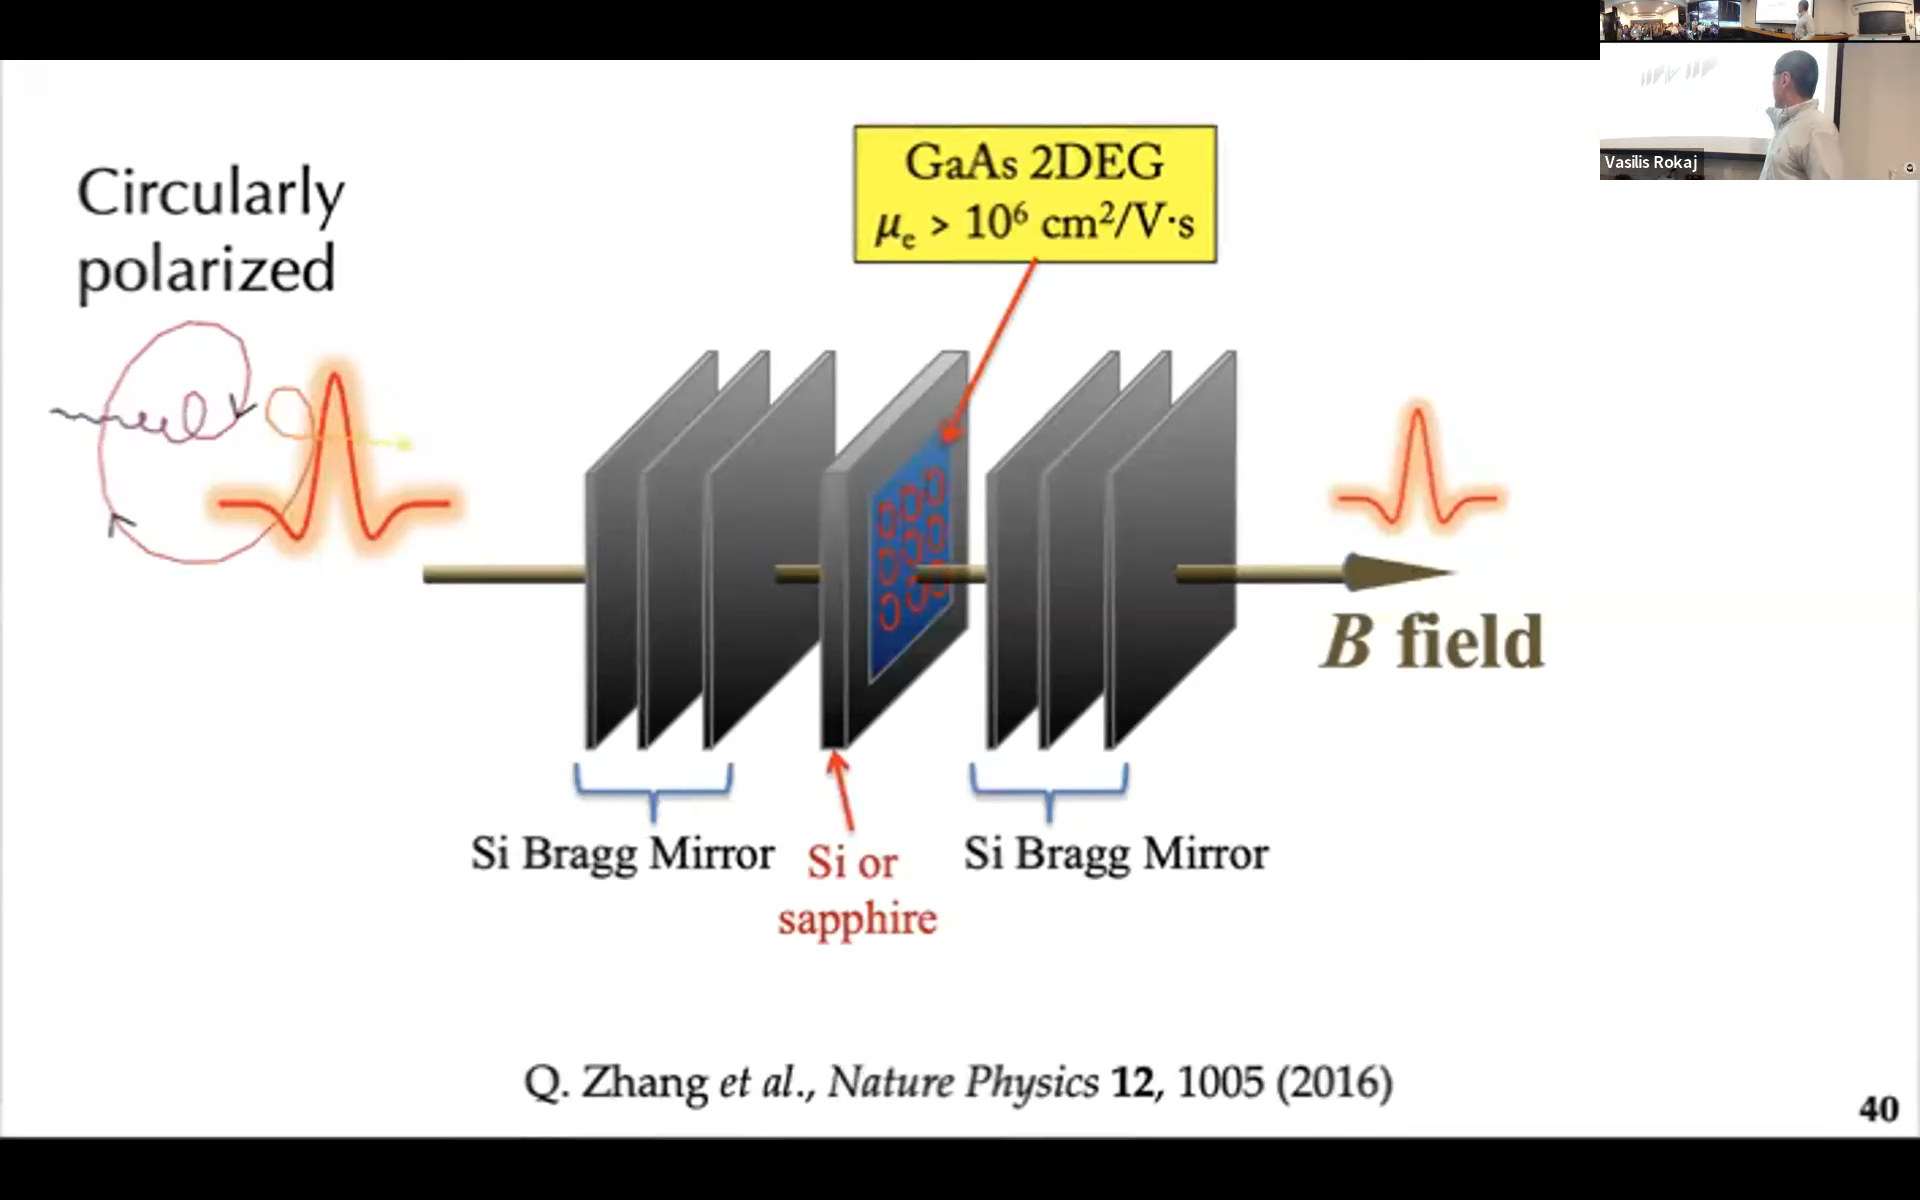 Circularly
polarized
GaAs 2DEG
μe > 10⁶ cm²/V·s
Vasilis Rokaj
B field
Si Bragg Mirror
Si or
sapphire
Si Bragg Mirror
Q. Zhang et al., Nature Physics 12, 1005 (2016)
40